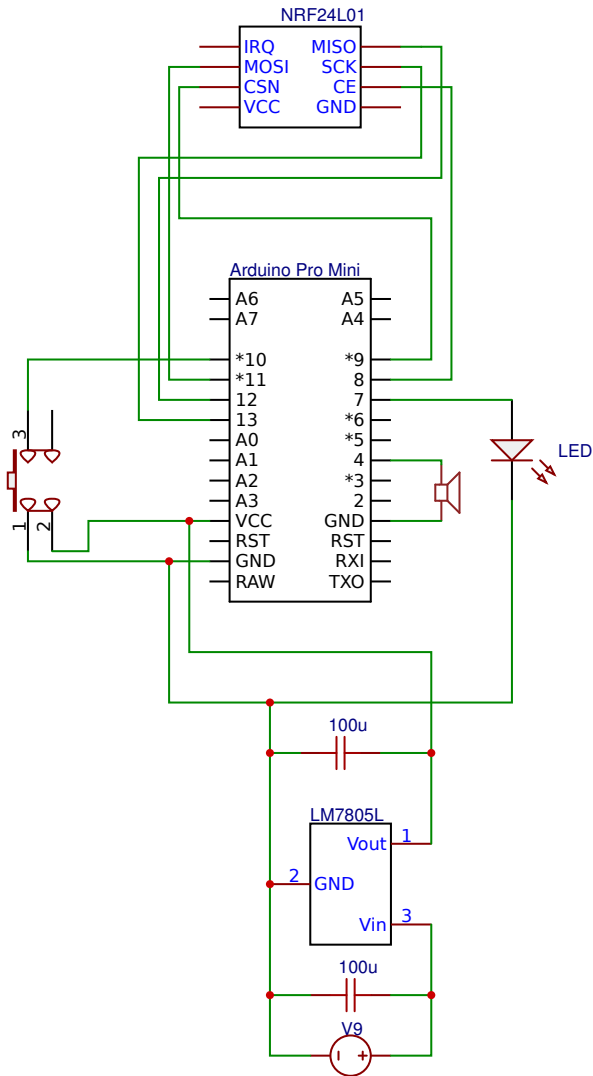 NRF24L01
IRQ MISO
MOSI SCK
CSN CE
VCC GND
Arduino Pro Mini
A6 A5
A7 A4
*10 *9
*11 8
12 7
13 *6
A0 *5
A1 4
A2 *3
A3 2
VCC GND
RST RST
GND RXI
RAW TXO
3
1 2
LED
100u
LM7805L
Vout 1
2 GND
Vin 3
100u
V9